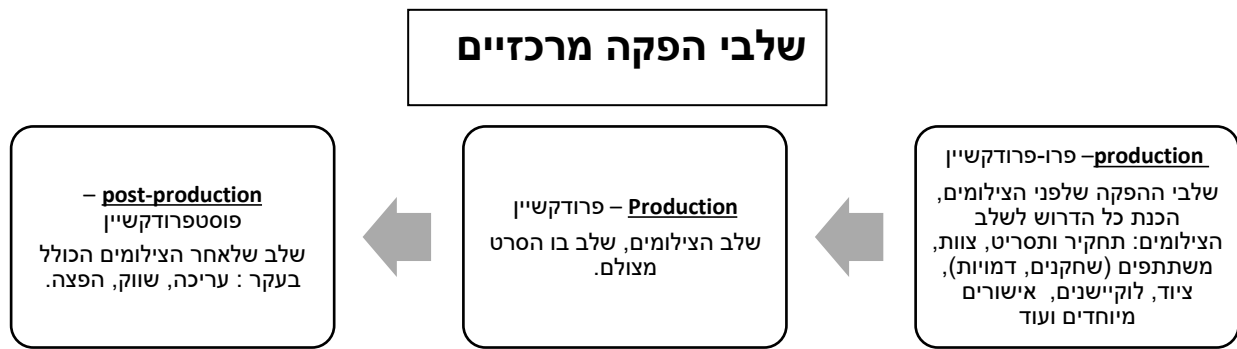 שלבי הפקה מרכזיים
production– פרו-פרודקשיין
שלבי ההפקה שלפני הצילומים,
הכנת כל הדרוש לשלב
הצילומים: תחקיר ותסריט, צוות,
משתתפים (שחקנים, דמויות),
ציוד, לוקיישנים, אישורים
מיוחדים ועוד
Production – פרודקשיין
שלב הצילומים, שלב בו הסרט
מצולם.
post-production –
פוסטפרודקשיין
שלב שלאחר הצילומים הכולל
בעקר : עריכה, שווק, הפצה.